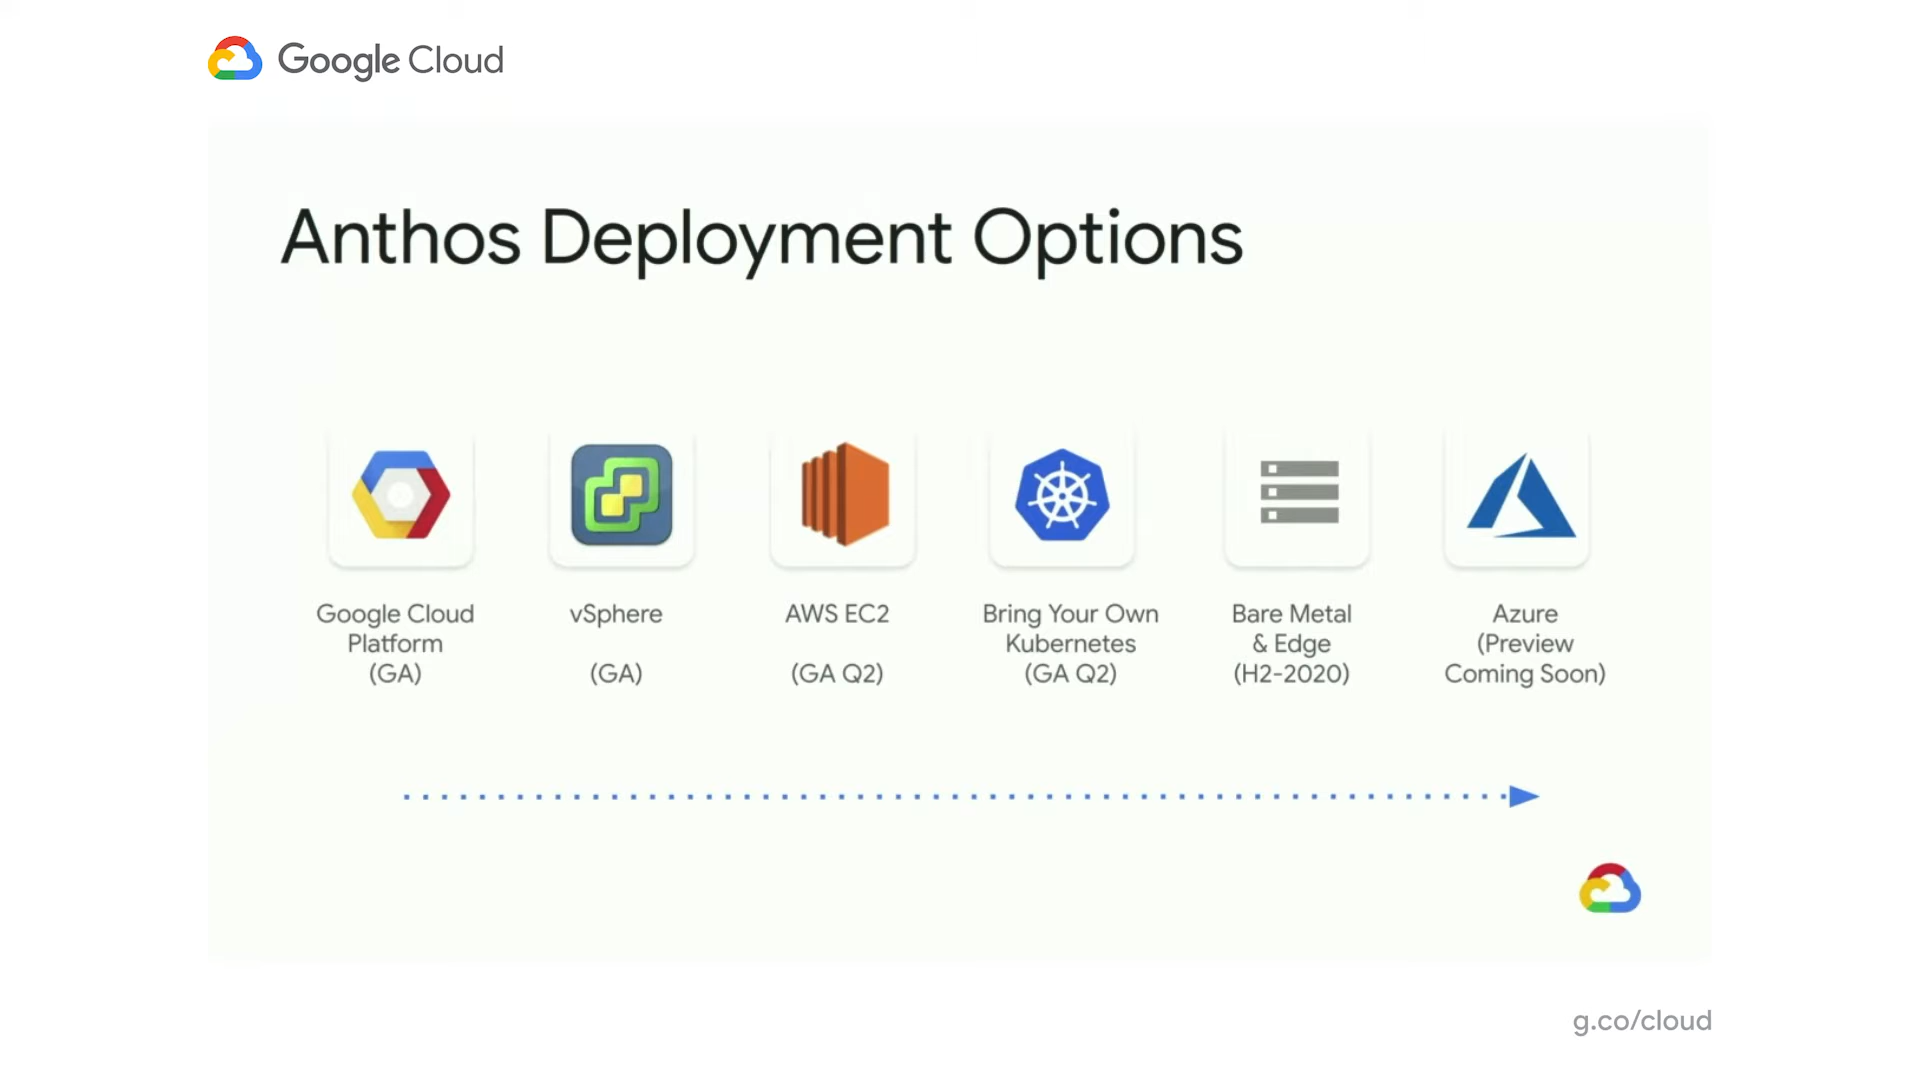 Google Cloud
Anthos Deployment Options
Google Cloud
Platform
(GA)
vSphere
(GA)
AWS EC2
(GA Q2)
Bring Your Own
Kubernetes
(GA Q2)
Bare Metal
& Edge
(H2-2020)
Azure
(Preview
Coming Soon)
g.co/cloud